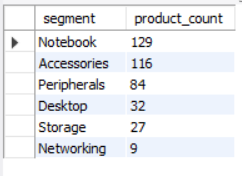 segment product_count
Notebook 129
Accessories 116
Peripherals 84
Desktop 32
Storage 27
Networking 9